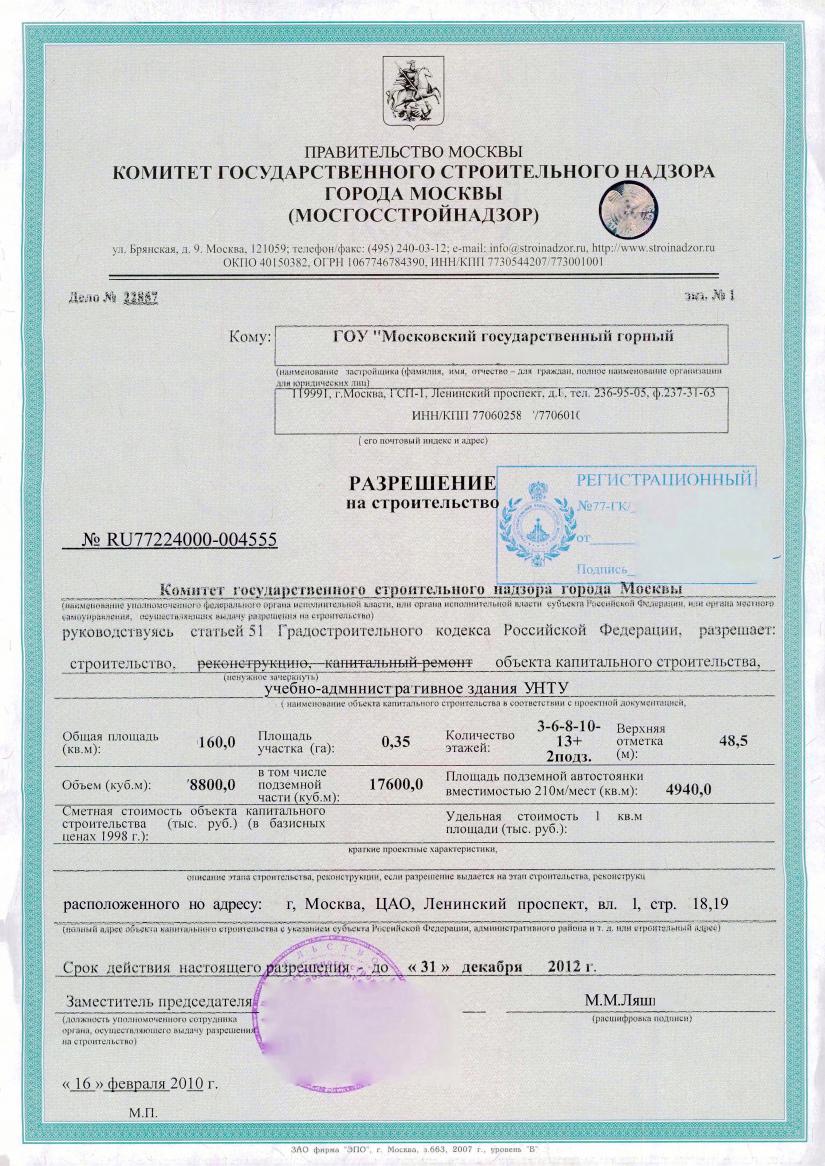 ПРАВИТЕЛЬСТВО МОСКВЫ
КОМИТЕТ ГОСУДАРСТВЕННОГО СТРОИТЕЛЬНОГО НАДЗОРА
ГОРОДА МОСКВЫ
(МОСГОССТРОЙНАДЗОР)
ул. Брянская, д. 9. Москва, 121059; телефон/факс: (495) 240-03-12; e-mail: info@stroinadzor.ru, http://www.stroinadzor.ru
ОКПО 40150382, ОГРН 1067746784390, ИНН/КПП 7730544207/773001001
Дело № 22867
экз. № 1
Кому: ГОУ "Московский государственный горный
(наименование застройщика (фамилия, имя, отчество – для граждан, полное наименование организации
для юридических лиц)
119991, г.Москва, ГСП-1, Ленинский проспект, д.1, тел. 236-95-05, ф.237-31-63
ИНН/КПП 77060258 /770601
( его почтовый индекс и адрес)
РАЗРЕШЕНИЕ
на строительство
РЕГИСТРАЦИОННЫЙ
№77-ГК/
от
Подпись
№ RU77224000-004555
Комитет государственного строительного надзора города Москвы
(наименование уполномоченного федерального органа исполнительной власти, или органа исполнительной власти субъекта Российской Федерации, или органа местного
самоуправления, осуществляющих выдачу разрешения на строительство)
руководствуясь статьей 51 Градостроительного кодекса Российской Федерации, разрешает:
строительство, реконструкцию, капитальный ремонт объекта капитального строительства,
(ненужное зачеркнуть)
учебно-адмннистративное здания УНТУ
( наименование объекта капитального строительства в соответствии с проектной документацией,
Общая площадь (кв.м): 160,0 Площадь участка (га): 0,35 Количество этажей: 3-6-8-10-13+ 2подз. Верхняя отметка (м): 48,5
Объем (куб.м): 8800,0 в том числе подземной части (куб.м): 17600,0 Площадь подземной автостоянки вместимостью 210м/мест (кв.м): 4940,0
Сметная стоимость объекта капитального строительства (тыс. руб.) (в базисных ценах 1998 г.): Удельная стоимость 1 кв.м площади (тыс. руб.):
краткие проектные характеристики,
описание этапа строительства, реконструкции, если разрешение выдается на этап строительства, реконструкц
расположенного но адресу: г, Москва, ЦАО, Ленинский проспект, вл. 1, стр. 18,19
(полный адрес объекта капитального строительства с указанием субъекта Российской Федерации, административного района и т. д. или строительный адрес)
Срок действия настоящего разрешения - до « 31 » декабря 2012 г.
Заместитель председателя
М.М.Ляш
(должность уполномоченного сотрудника
органа, осуществляющего выдачу разрешения
на строительство)
(расшифровка подписи)
« 16 » февраля 2010 г.
М.П.
ЗАО фирма "ЭПО", г. Москва, з.663, 2007 г., уровень "В"